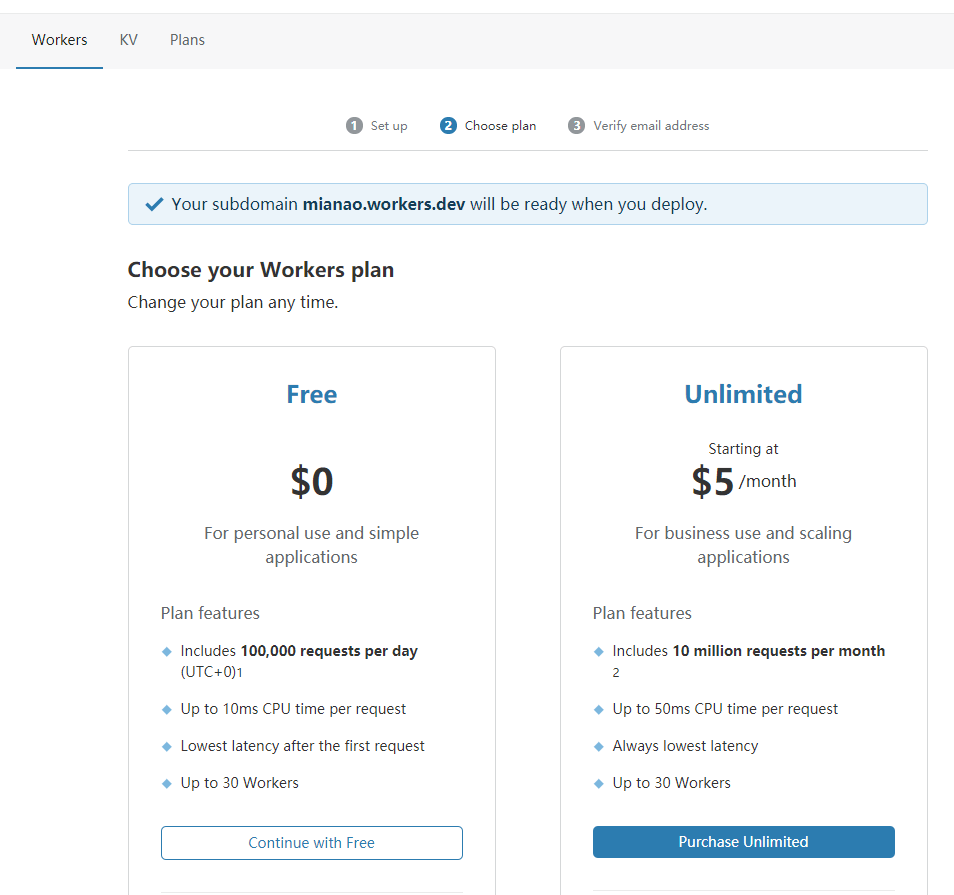 Workers KV Plans
1 Set up 2 Choose plan 3 Verify email address
Your subdomain mianao.workers.dev will be ready when you deploy.
Choose your Workers plan
Change your plan any time.
Free
$0
For personal use and simple
applications
Plan features
Includes 100,000 requests per day
(UTC+0)1
Up to 10ms CPU time per request
Lowest latency after the first request
Up to 30 Workers
Continue with Free
Unlimited
Starting at
$5 /month
For business use and scaling
applications
Plan features
Includes 10 million requests per month
2
Up to 50ms CPU time per request
Always lowest latency
Up to 30 Workers
Purchase Unlimited